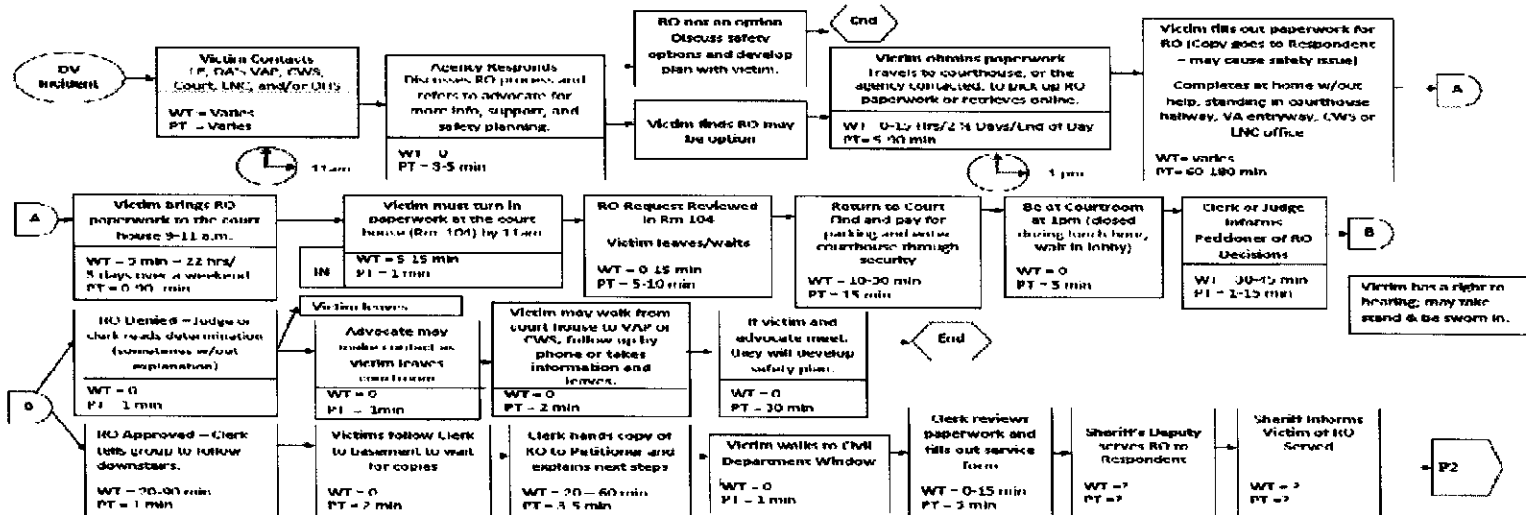 DV
Incident
Victim Contacts
LE, DA's VAP, CWS,
Court, LNC, and/or DHS
WT = Varies
PT = Varies
11am
Agency Responds
Discusses RO process and
refers to advocate for
more info, support, and
safety planning.
WT = 0
PT = 3-5 min
RO not an option
Discuss safety
options and develop
plan with victim.
End
Victim finds RO may
be option
Victim obtains paperwork
Travels to courthouse, or the
agency contacted, to pick up RO
paperwork or retrieves online.
WT = 0-15 Hrs/2 ½ Days/End of Day
PT= 5-90 min
1 pm
Victim fills out paperwork for
RO (Copy goes to Respondent
– may cause safety issue)
Completes at home w/out
help, standing in courthouse
hallway, VA entryway, CWS or
LNC office
WT= varies
PT= 60-180 min
A
A
Victim brings RO
paperwork to the court
house 9-11 a.m.
WT = 5 min – 22 hrs/
3 days over a weekend
PT = 0-90 min
Victim must turn in
paperwork at the court
house (Rm. 104) by 11am
IN
WT = 5-15 min
PT = 1 min
RO Request Reviewed
in Rm 104
Victim leaves/waits
WT = 0-15 min
PT = 5-10 min
Return to Court
Find and pay for
parking and enter
courthouse through
security
WT = 10-30 min
PT = 15 min
Be at Courtroom
at 1pm (closed
during lunch hour,
wait in lobby)
WT = 0
PT = 5 min
Clerk or Judge
Informs
Petitioner of RO
Decisions
WT = 30-45 min
PT = 1-15 min
B
Victim has a right to
hearing; may take
stand & be sworn in.
B
RO Denied – Judge or
clerk reads determination
(sometimes w/out
explanation)
WT = 0
PT = 1 min
Victim leaves
Advocate may
make contact as
victim leaves
courtroom
WT = 0
PT = 1min
Victim may walk from
court house to VAP or
CWS, follow up by
phone or takes
information and
leaves.
WT = 0
PT = 2 min
If victim and
advocate meet,
they will develop
safety plan.
WT = 0
PT = 30 min
End
RO Approved – Clerk
tells group to follow
downstairs.
WT = 20-90 min
PT = 1 min
Victims follow Clerk
to basement to wait
for copies
WT = 0
PT = 2 min
Clerk hands copy of
RO to Petitioner and
explains next steps
WT = 20 – 60 min
PT = 3-5 min
Victim walks to Civil
Department Window
WT = 0
PT = 1 min
Clerk reviews
paperwork and
fills out service
form
WT = 0-15 min
PT = 5 min
Sheriff's Deputy
serves RO to
Respondent
WT =?
PT =?
Sheriff Informs
Victim of RO
Served
WT = ?
PT =?
P2